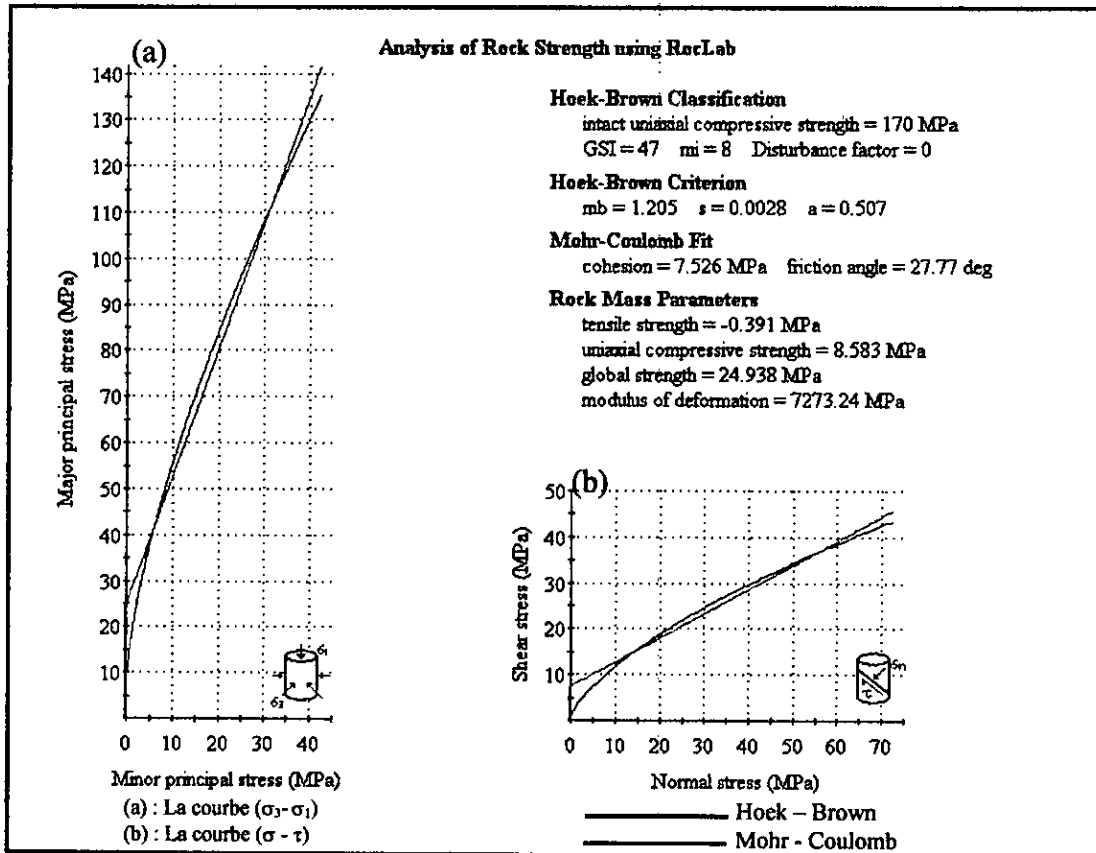 (a)
Analysis of Rock Strength using RocLab
Hoek-Brown Classification
intact uniaxial compressive strength = 170 MPa
GSI = 47 mi = 8 Disturbance factor = 0
Hoek-Brown Criterion
mb = 1.205 s = 0.0028 a = 0.507
Mohr-Coulomb Fit
cohesion = 7.526 MPa friction angle = 27.77 deg
Rock Mass Parameters
tensile strength = -0.391 MPa
uniaxial compressive strength = 8.583 MPa
global strength = 24.938 MPa
modulus of deformation = 7273.24 MPa
Major principal stress (MPa)
140
130
120
110
100
90
80
70
60
50
40
30
20
10
0 10 20 30 40
Minor principal stress (MPa)
σ1
σ3
(a) : La courbe (σ3-σ1)
(b) : La courbe (σ - τ)
(b)
Shear stress (MPa)
50
40
30
20
10
0 10 20 30 40 50 60 70
Normal stress (MPa)
σn
τ
Hoek – Brown
Mohr - Coulomb